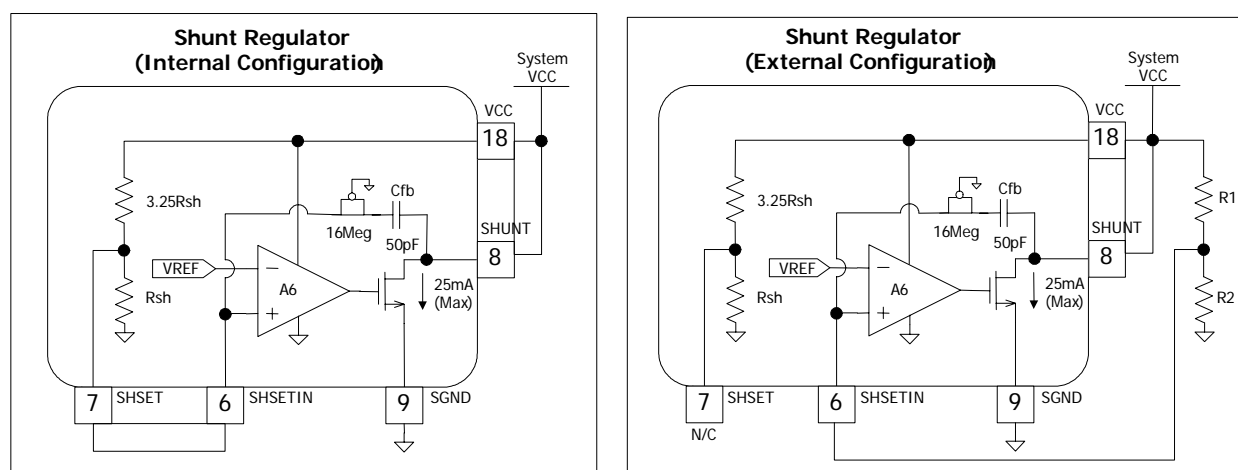 Shunt Regulator
(Internal Configuration)
System
VCC
VCC
18
3.25Rsh
Cfb
16Meg
50pF
SHUNT
8
VREF
A6
25mA
(Max)
Rsh
7
SHSET
6
SHSETIN
9
SGND
Shunt Regulator
(External Configuration)
System
VCC
VCC
18
R1
3.25Rsh
Cfb
16Meg
50pF
SHUNT
8
VREF
A6
25mA
(Max)
Rsh
R2
7
SHSET
6
SHSETIN
9
SGND
N/C